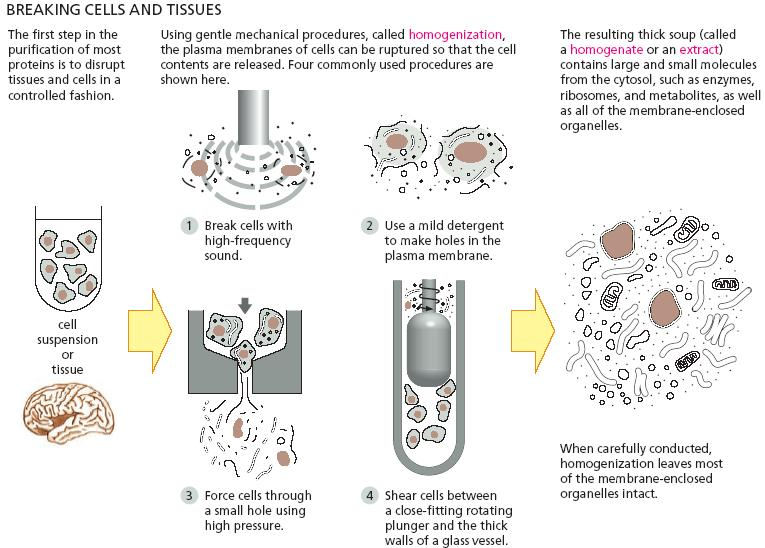 BREAKING CELLS AND TISSUES
The first step in the
purification of most
proteins is to disrupt
tissues and cells in a
controlled fashion.
Using gentle mechanical procedures, called homogenization,
the plasma membranes of cells can be ruptured so that the cell
contents are released. Four commonly used procedures are
shown here.
The resulting thick soup (called
a homogenate or an extract)
contains large and small molecules
from the cytosol, such as enzymes,
ribosomes, and metabolites, as well
as all of the membrane-enclosed
organelles.
1 Break cells with
high-frequency
sound.
2 Use a mild detergent
to make holes in the
plasma membrane.
cell
suspension
or
tissue
3 Force cells through
a small hole using
high pressure.
4 Shear cells between
a close-fitting rotating
plunger and the thick
walls of a glass vessel.
When carefully conducted,
homogenization leaves most
of the membrane-enclosed
organelles intact.